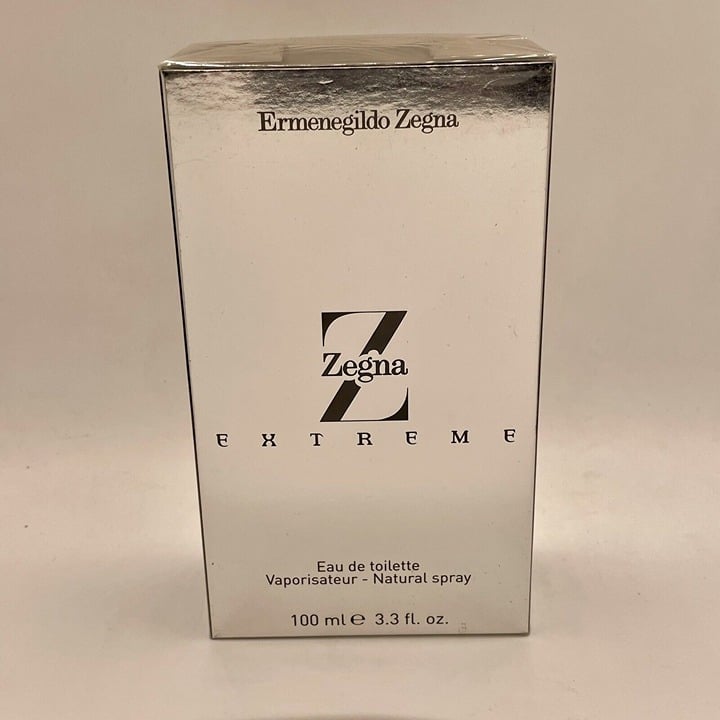 Ermenegildo Zegna
Z
Zegna
EXTREME
Eau de toilette
Vaporisateur - Natural spray
100 ml ℮ 3.3 fl. oz.